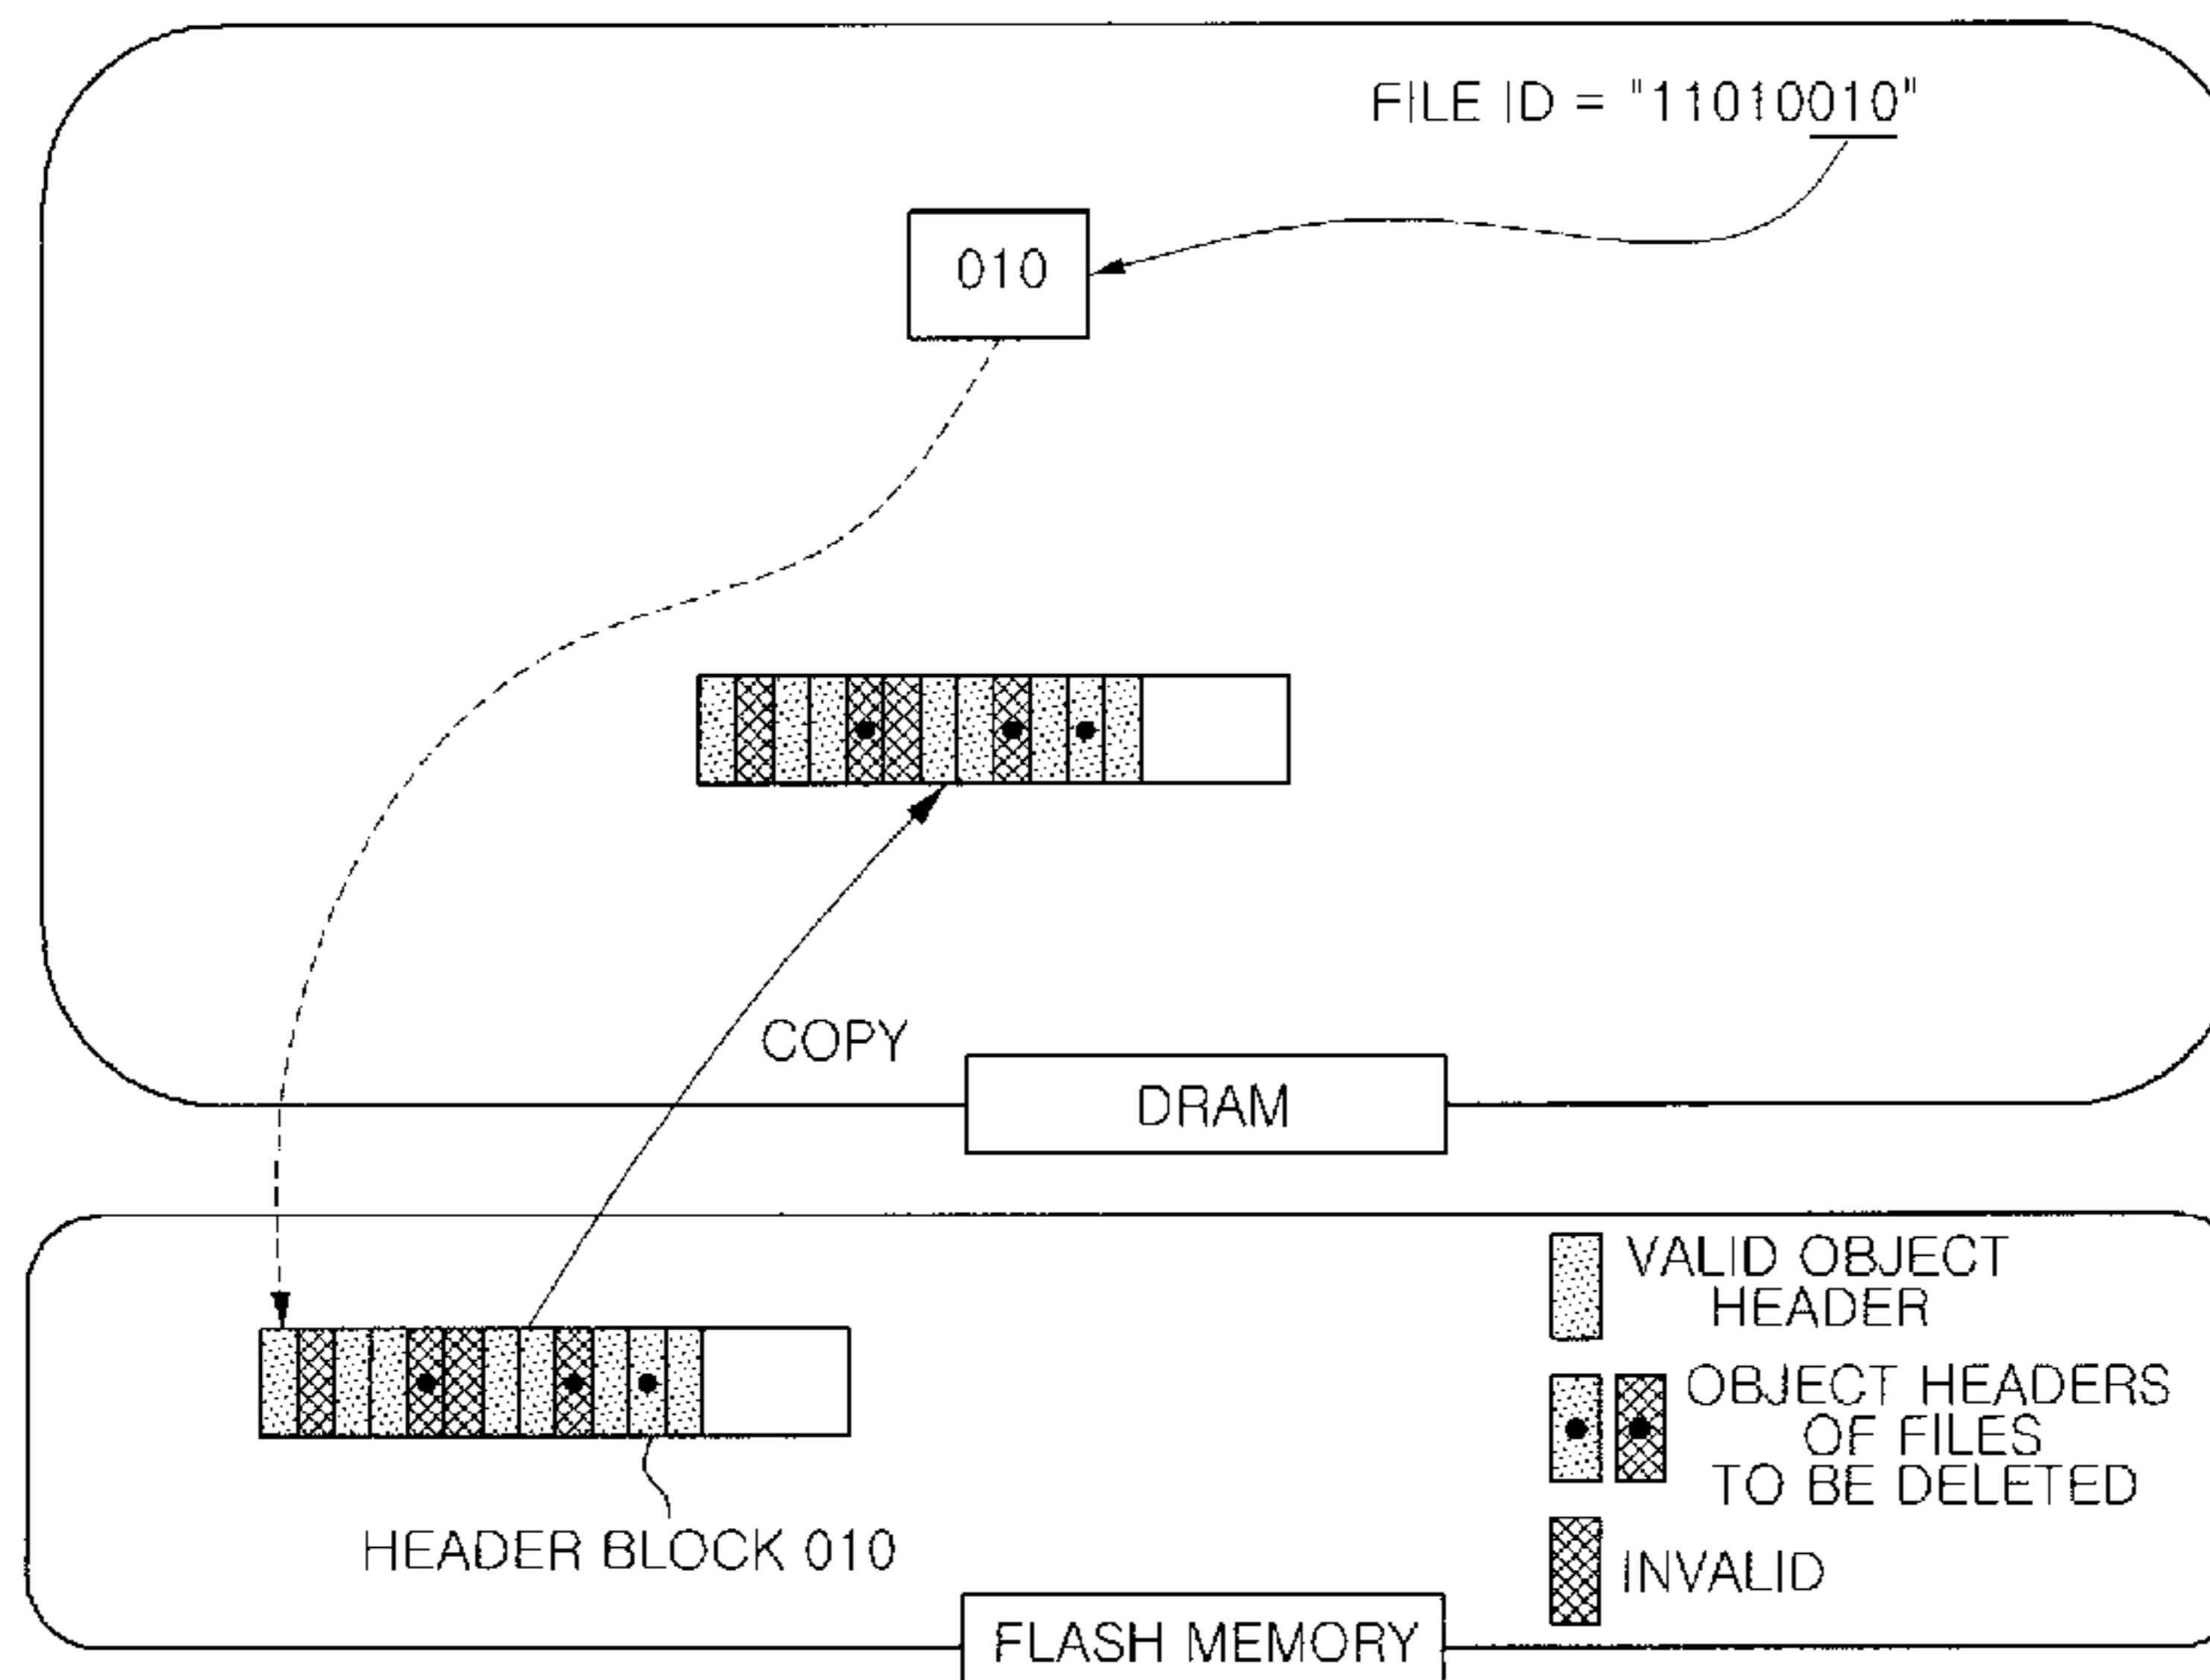 FILE ID = "11010010"
010
COPY
DRAM
VALID OBJECT
HEADER
OBJECT HEADERS
OF FILES
TO BE DELETED
HEADER BLOCK 010
INVALID
FLASH MEMORY